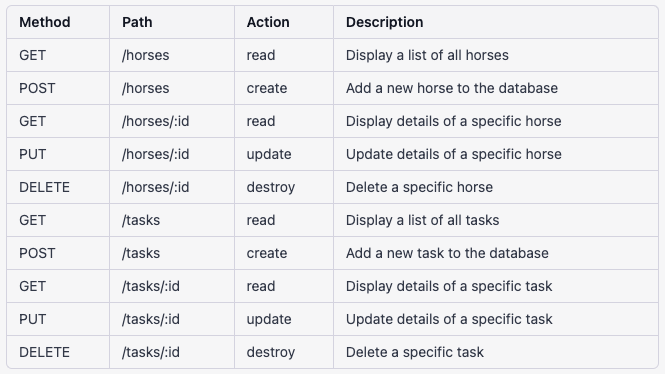 Method Path Action Description
GET /horses read Display a list of all horses
POST /horses create Add a new horse to the database
GET /horses/:id read Display details of a specific horse
PUT /horses/:id update Update details of a specific horse
DELETE /horses/:id destroy Delete a specific horse
GET /tasks read Display a list of all tasks
POST /tasks create Add a new task to the database
GET /tasks/:id read Display details of a specific task
PUT /tasks/:id update Update details of a specific task
DELETE /tasks/:id destroy Delete a specific task